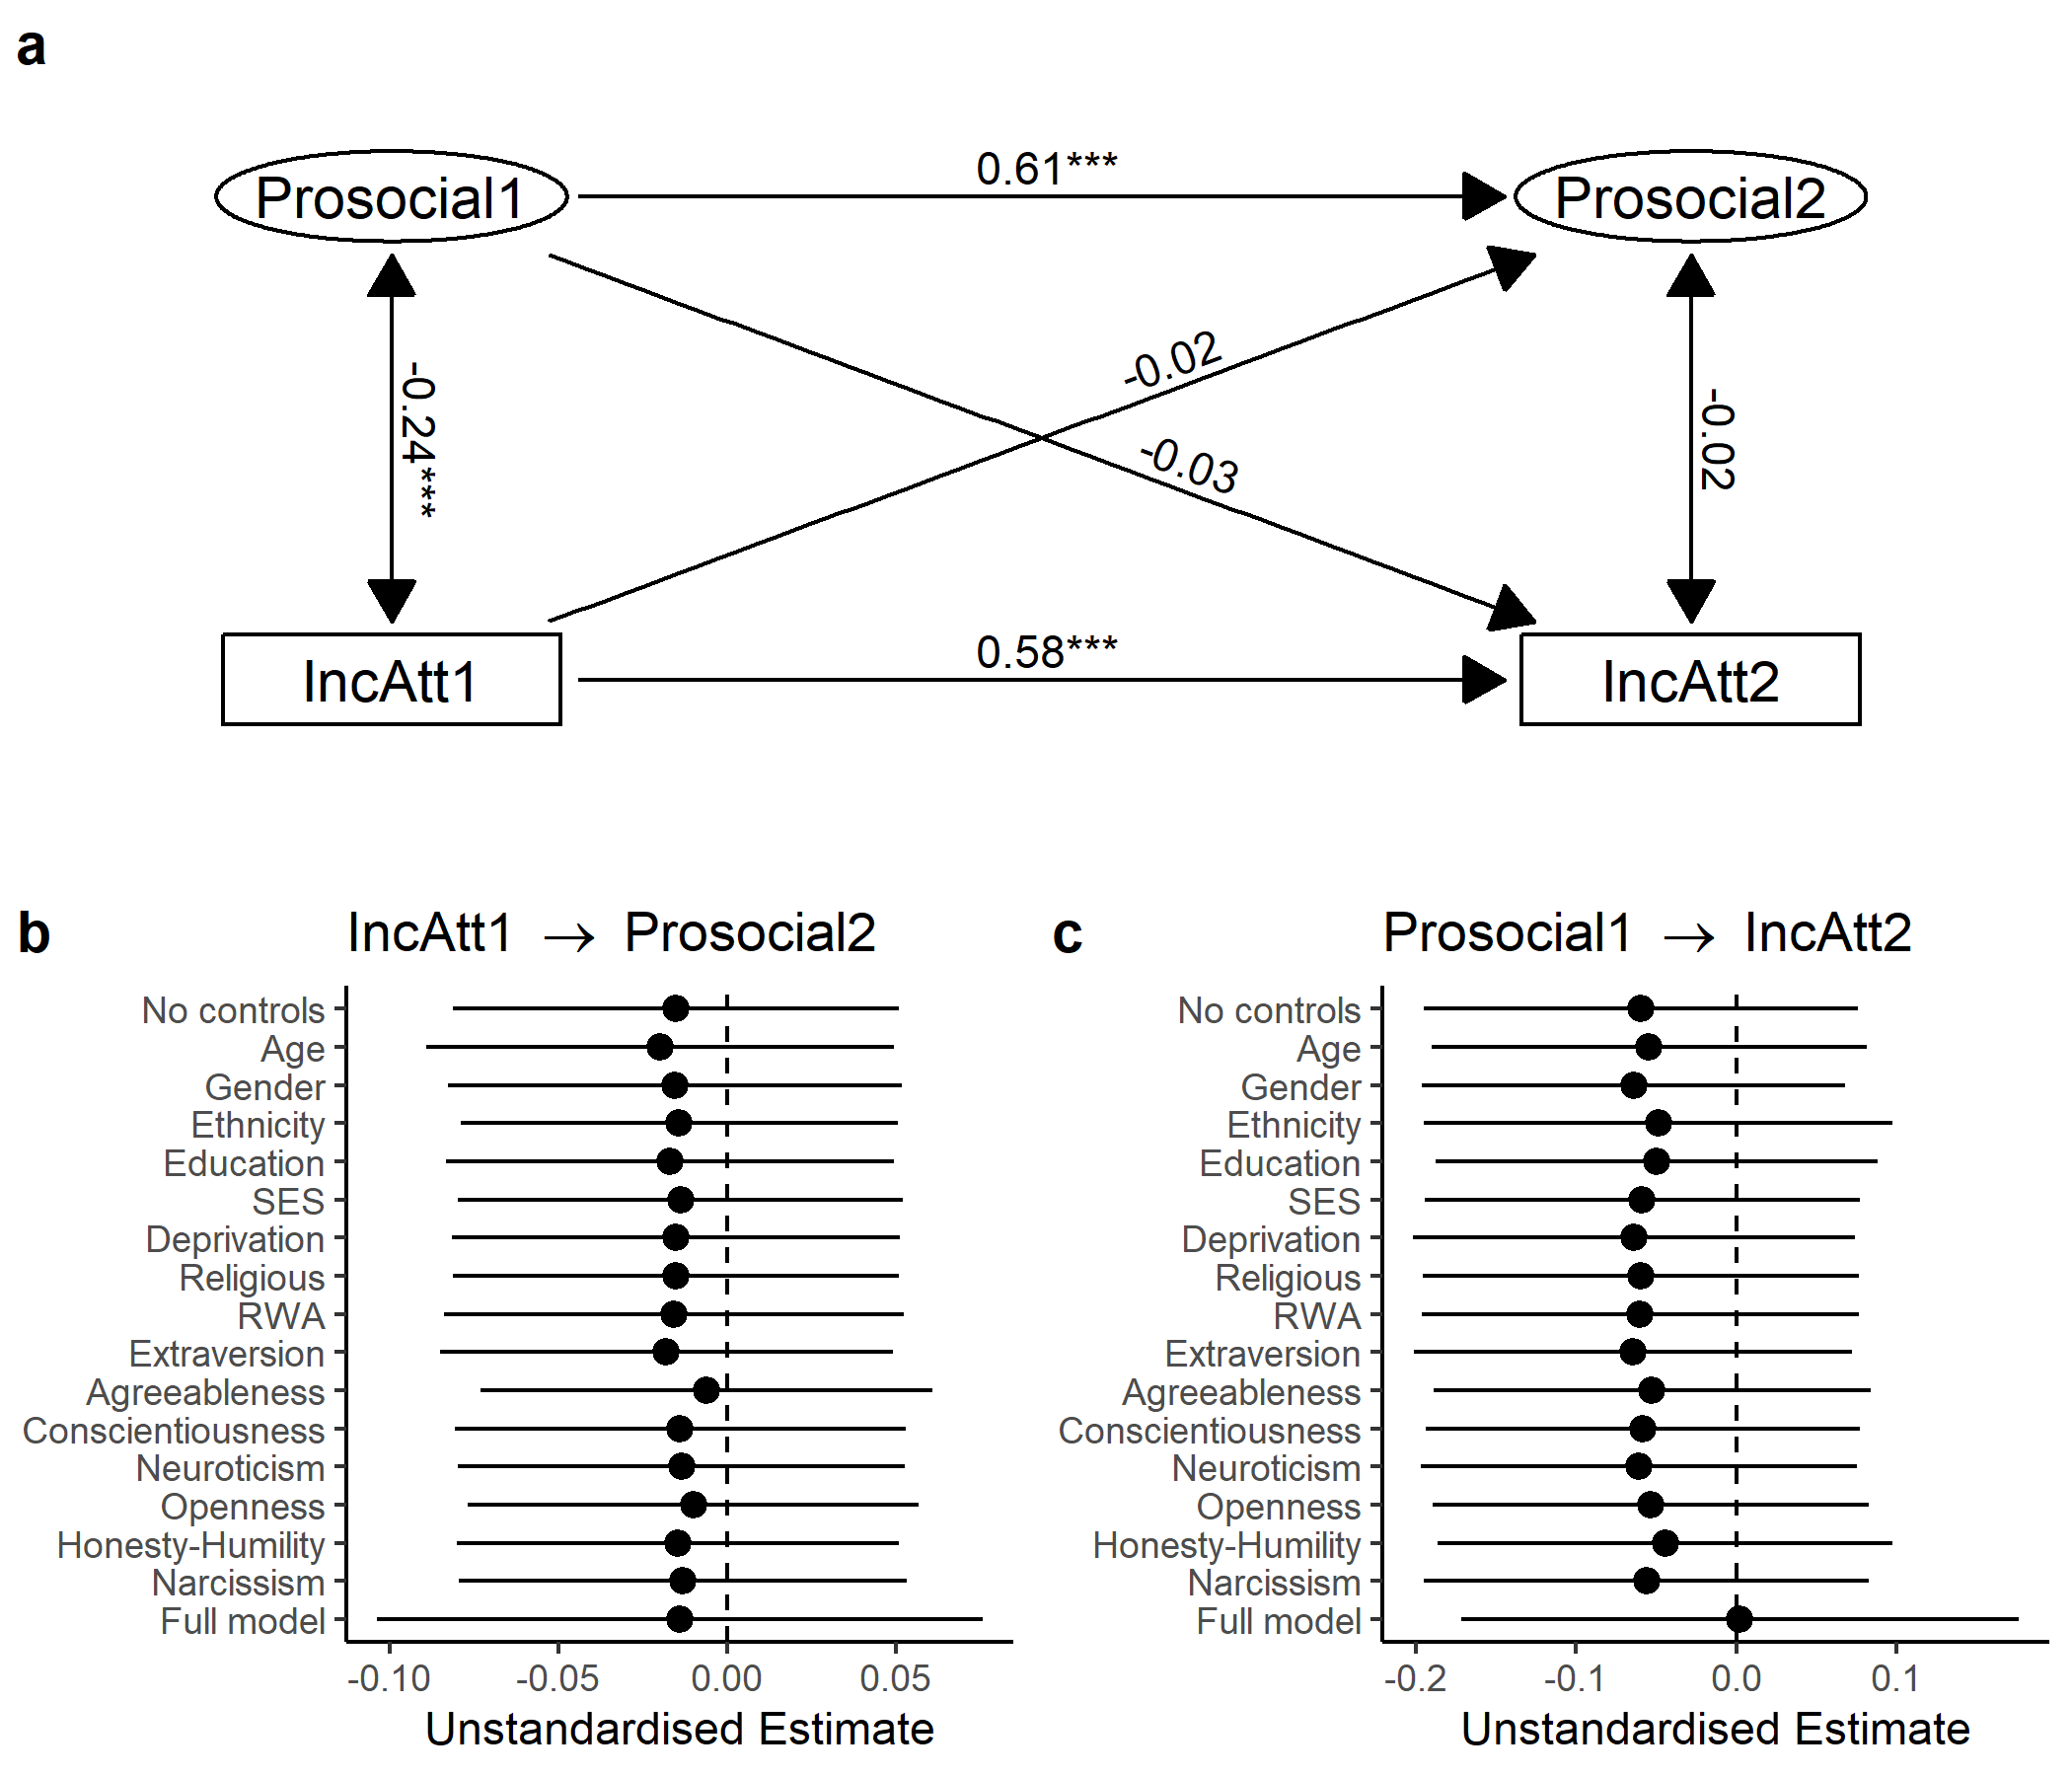 a
0.61***
Prosocial1
Prosocial2
-0.02
-0.24***
-0.02
-0.03
0.58***
IncAtt1
IncAtt2
b
IncAtt1 → Prosocial2
No controls
Age
Gender
Ethnicity
Education
SES
Deprivation
Religious
RWA
Extraversion
Agreeableness
Conscientiousness
Neuroticism
Openness
Honesty-Humility
Narcissism
Full model
-0.10 -0.05 0.00 0.05
Unstandardised Estimate
c
Prosocial1 → IncAtt2
No controls
Age
Gender
Ethnicity
Education
SES
Deprivation
Religious
RWA
Extraversion
Agreeableness
Conscientiousness
Neuroticism
Openness
Honesty-Humility
Narcissism
Full model
-0.2 -0.1 0.0 0.1
Unstandardised Estimate